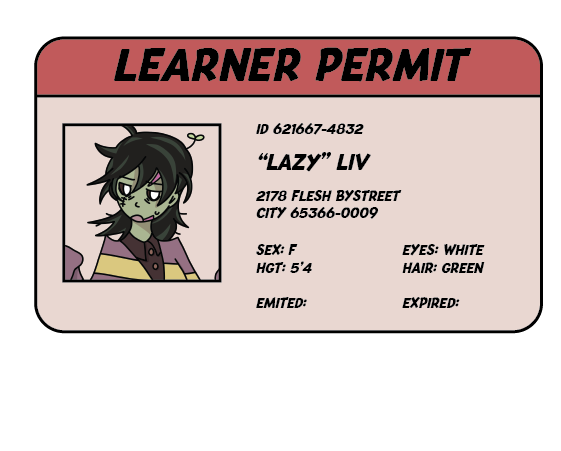 LEARNER PERMIT
ID 621667-4832
“LAZY” LIV
2178 FLESH BYSTREET
CITY 65366-0009
SEX: F
EYES: WHITE
HGT: 5'4
HAIR: GREEN
EMITED:
EXPIRED: